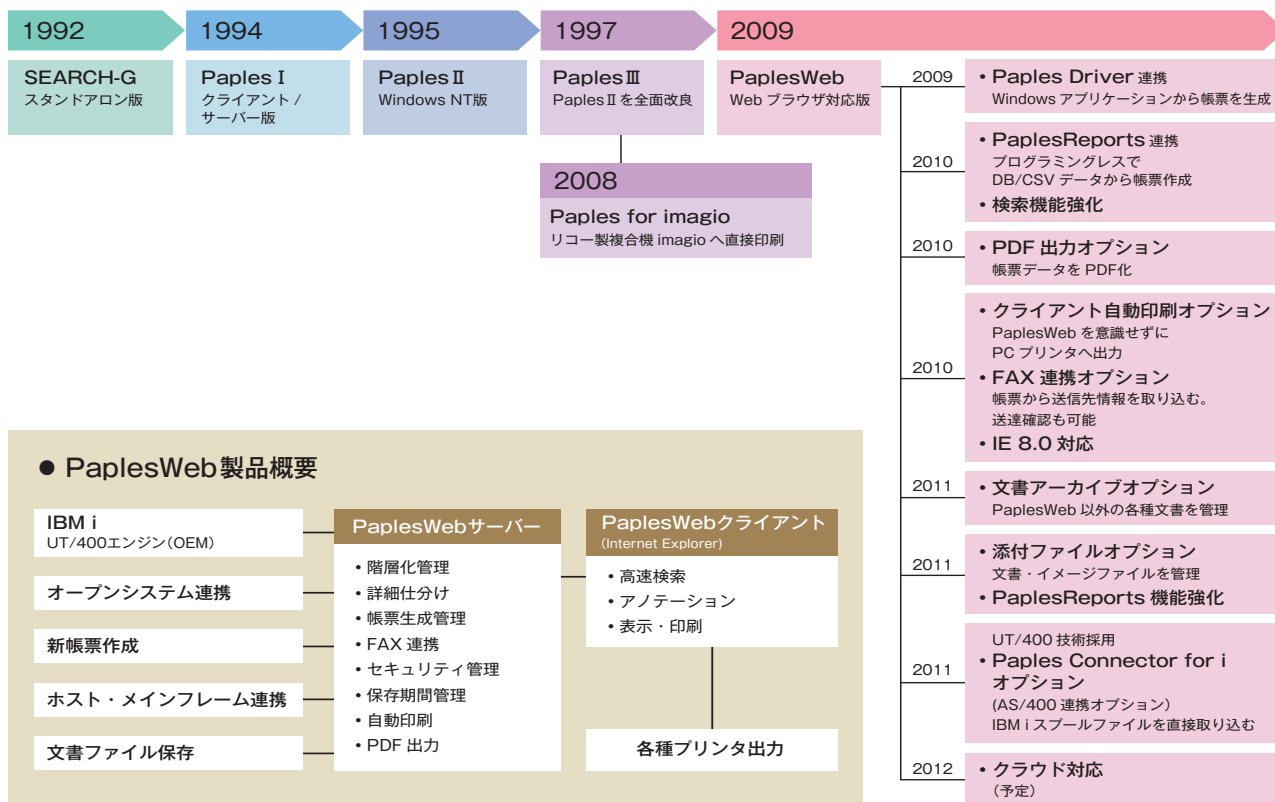 1992
1994
1995
1997
2009
SEARCH-G
スタンドアロン版
Paples I
クライアント /
サーバー版
Paples II
Windows NT版
Paples III
Paples II を全面改良
PaplesWeb
Web ブラウザ対応版
2008
Paples for imagio
リコー製複合機 imagio へ直接印刷
2009
• Paples Driver 連携
Windows アプリケーションから帳票を生成
2010
• PaplesReports 連携
プログラミングレスで
DB/CSV データから帳票作成
• 検索機能強化
2010
• PDF 出力オプション
帳票データを PDF化
2010
• クライアント自動印刷オプション
PaplesWeb を意識せずに
PC プリンタへ出力
• FAX 連携オプション
帳票から送信先情報を取り込む。
送達確認も可能
• IE 8.0 対応
2011
• 文書アーカイブオプション
PaplesWeb 以外の各種文書を管理
2011
• 添付ファイルオプション
文書・イメージファイルを管理
• PaplesReports 機能強化
2011
UT/400 技術採用
• Paples Connector for i
オプション
(AS/400 連携オプション)
IBM i スプールファイルを直接取り込む
2012
• クラウド対応
(予定)
● PaplesWeb製品概要
IBM i
UT/400エンジン(OEM)
オープンシステム連携
新帳票作成
ホスト・メインフレーム連携
文書ファイル保存
PaplesWebサーバー
• 階層化管理
• 詳細仕分け
• 帳票生成管理
• FAX 連携
• セキュリティ管理
• 保存期間管理
• 自動印刷
• PDF 出力
PaplesWebクライアント
(Internet Explorer)
• 高速検索
• アノテーション
• 表示・印刷
各種プリンタ出力